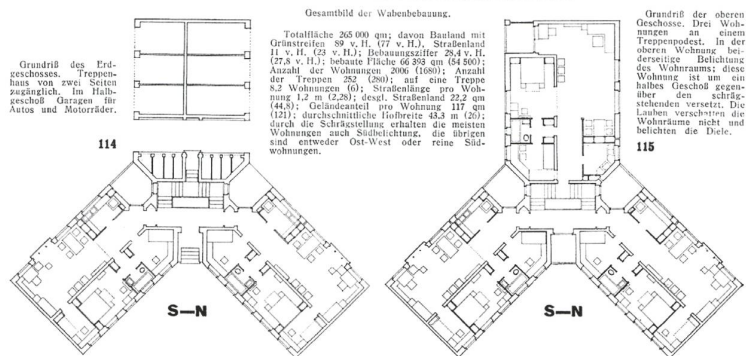 Gesamtbild der Wabenbebauung.
Totalfläche 265 000 qm; davon Bauland mit
Grünstreifen 89 v. H. (77 v. H.), Straßenland
11 v. H. (23 v. H.); Bebauungsziffer 28,4 v. H.
(27,8 v. H.); bebaute Fläche 66 393 qm (54 500);
Anzahl der Wohnungen 2006 (1680); Anzahl
der Treppen 252 (280); auf eine Treppe
8,2 Wohnungen (6); Straßenlänge pro Woh-
nung 1,2 m (2,28); desgl. Straßenland 22,2 qm
(44,8); Geländeanteil pro Wohnung 117 qm
(121); durchschnittliche Hofbreite 43,3 m (26);
durch die Schrägstellung erhalten die meisten
Wohnungen auch Südbelichtung, die übrigen
sind entweder Ost-West oder reine Süd-
wohnungen.
Grundriß des Erd-
geschosses. Treppen-
haus von zwei Seiten
zugänglich. Im Halb-
geschoß Garagen für
Autos und Motorräder.
114
Grundriß der oberen
Geschosse. Drei Woh-
nungen an einem
Treppenpodest. In der
oberen Wohnung bei-
derseitige Belichtung
des Wohnraums; diese
Wohnung ist um ein
halbes Geschoß gegen-
über den schräg-
stehenden versetzt. Die
Lauben verschatten die
Wohnräume nicht und
belichten die Diele.
115
S—N
S—N